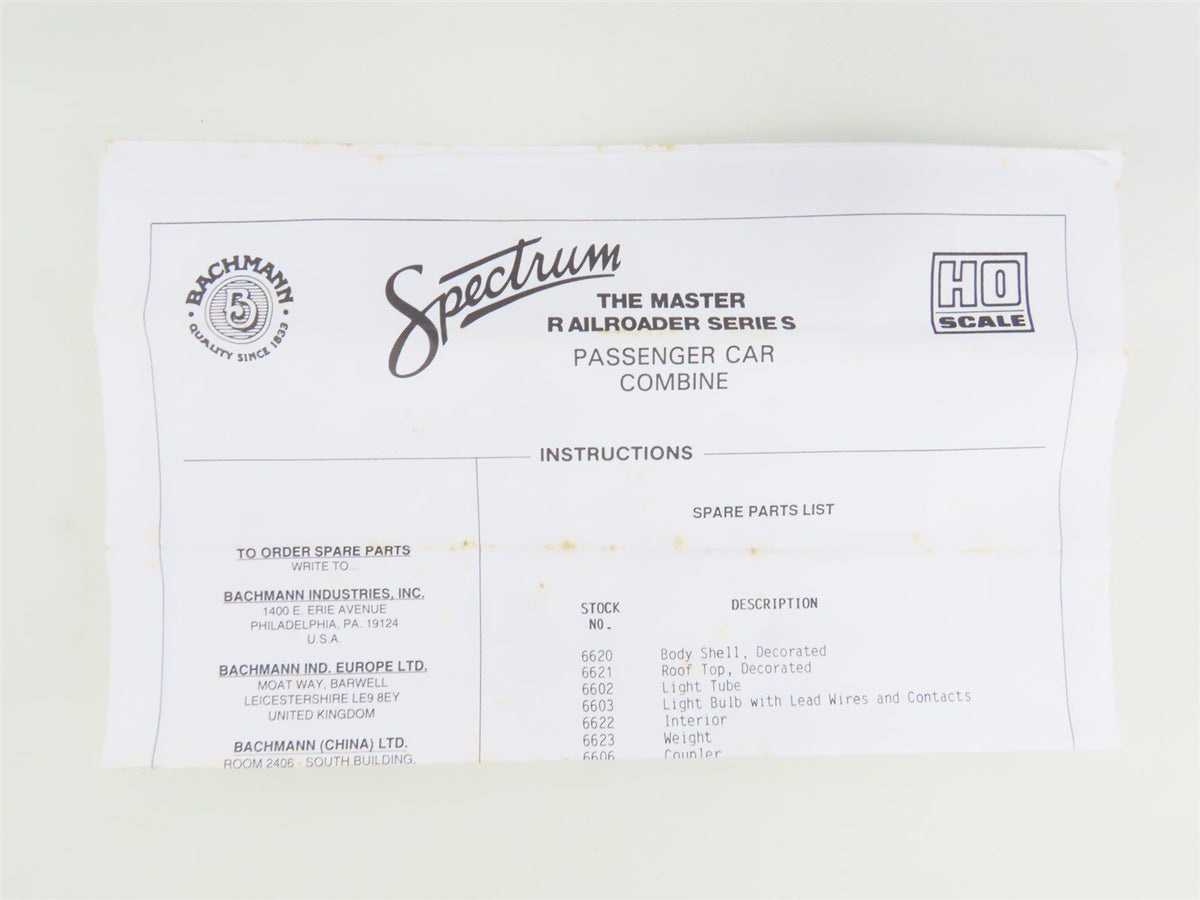 BACHMANN
B
QUALITY SINCE 1833
Spectrum
THE MASTER
RAILROADER SERIES
PASSENGER CAR
COMBINE
HO
SCALE
INSTRUCTIONS
TO ORDER SPARE PARTS
WRITE TO...
BACHMANN INDUSTRIES, INC.
1400 E. ERIE AVENUE
PHILADELPHIA, PA. 19124
U.S.A.
BACHMANN IND. EUROPE LTD.
MOAT WAY, BARWELL
LEICESTERSHIRE LE9 8EY
UNITED KINGDOM
BACHMANN (CHINA) LTD.
ROOM 2406 - SOUTH BUILDING,
SPARE PARTS LIST
STOCK NO. DESCRIPTION
6620 Body Shell, Decorated
6621 Roof Top, Decorated
6602 Light Tube
6603 Light Bulb with Lead Wires and Contacts
6622 Interior
6623 Weight
6606 Coupler